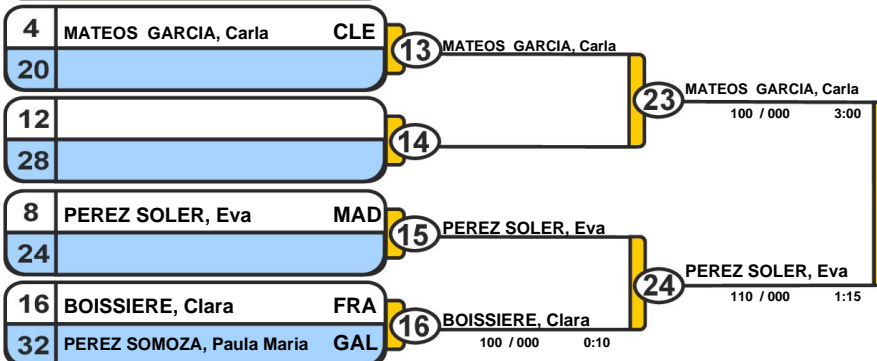 4 MATEOS GARCIA, Carla CLE
20
13 MATEOS GARCIA, Carla
12
28
14
23 MATEOS GARCIA, Carla
100 / 000 3:00
8 PEREZ SOLER, Eva MAD
24
15 PEREZ SOLER, Eva
16 BOISSIERE, Clara FRA
32 PEREZ SOMOZA, Paula Maria GAL
16 BOISSIERE, Clara
100 / 000 0:10
24 PEREZ SOLER, Eva
110 / 000 1:15